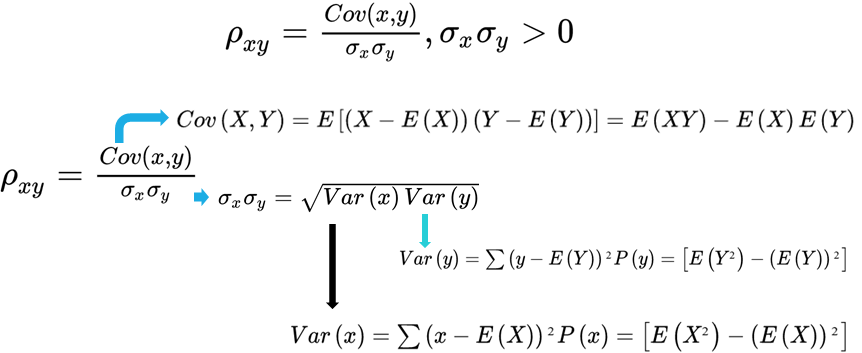 ρ_xy = Cov(x,y) / σ_x σ_y , σ_x σ_y > 0
Cov (X, Y) = E [(X − E (X)) (Y − E (Y))] = E (XY) − E (X) E (Y)
ρ_xy = Cov(x,y) / σ_x σ_y
σ_x σ_y = √(Var (x) Var (y))
Var (y) = ∑ (y − E (Y))² P (y) = [E (Y²) − (E (Y))²]
Var (x) = ∑ (x − E (X))² P (x) = [E (X²) − (E (X))²]